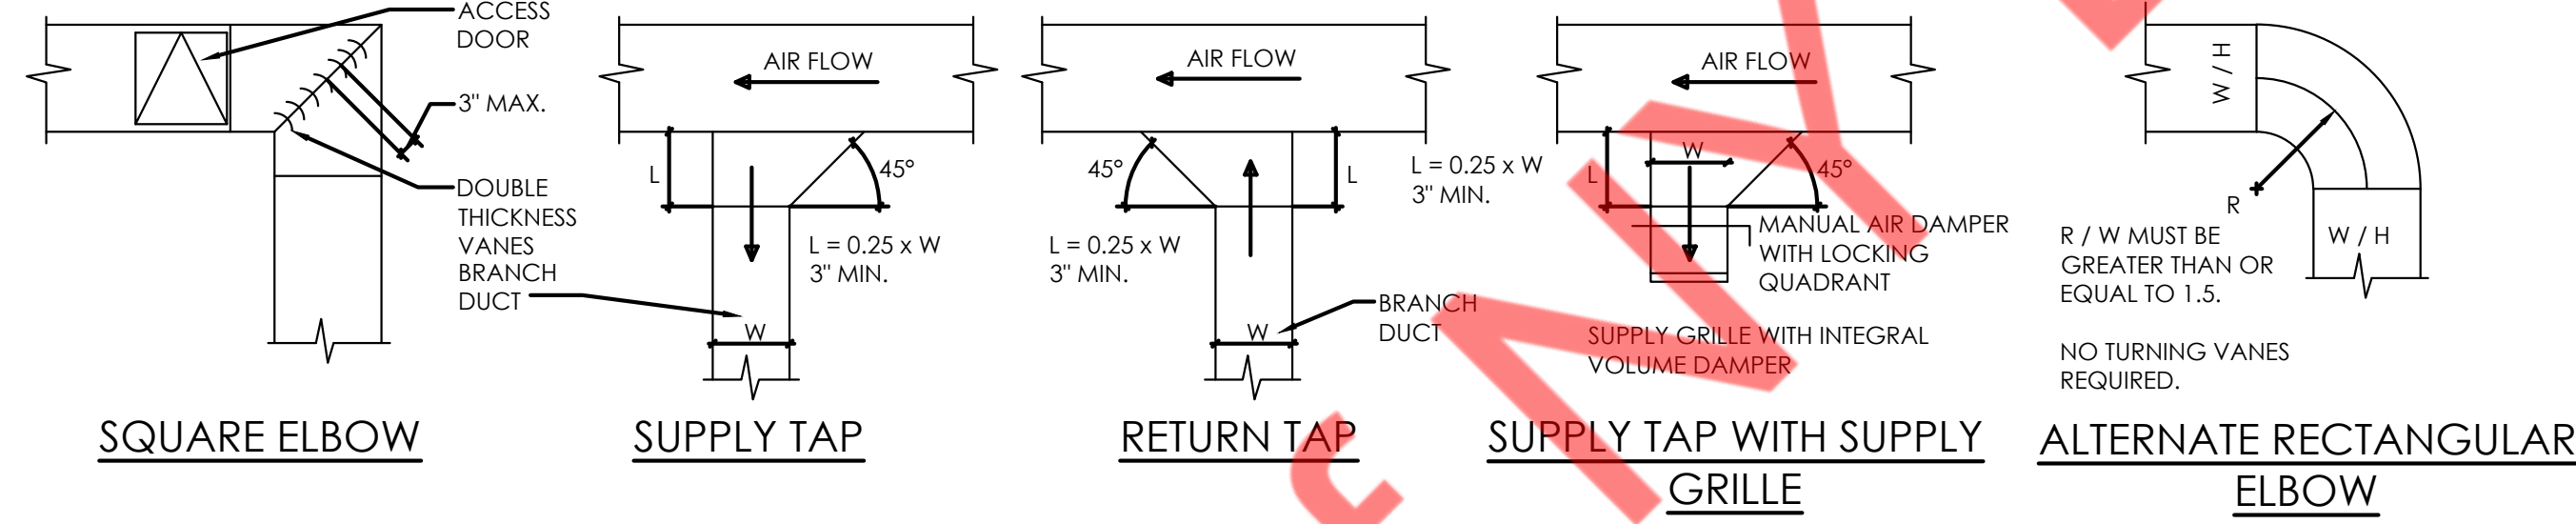 ACCESS
DOOR
3" MAX.
DOUBLE
THICKNESS
VANES
BRANCH
DUCT
SQUARE ELBOW
AIR FLOW
L
45°
L = 0.25 x W
3" MIN.
W
SUPPLY TAP
AIR FLOW
45°
L
L = 0.25 x W
3" MIN.
BRANCH
DUCT
W
RETURN TAP
L = 0.25 x W
3" MIN.
AIR FLOW
W
L
45°
MANUAL AIR DAMPER
WITH LOCKING
QUADRANT
SUPPLY GRILLE WITH INTEGRAL
VOLUME DAMPER
SUPPLY TAP WITH SUPPLY
GRILLE
W / H
R
W / H
R / W MUST BE
GREATER THAN OR
EQUAL TO 1.5.
NO TURNING VANES
REQUIRED.
ALTERNATE RECTANGULAR
ELBOW